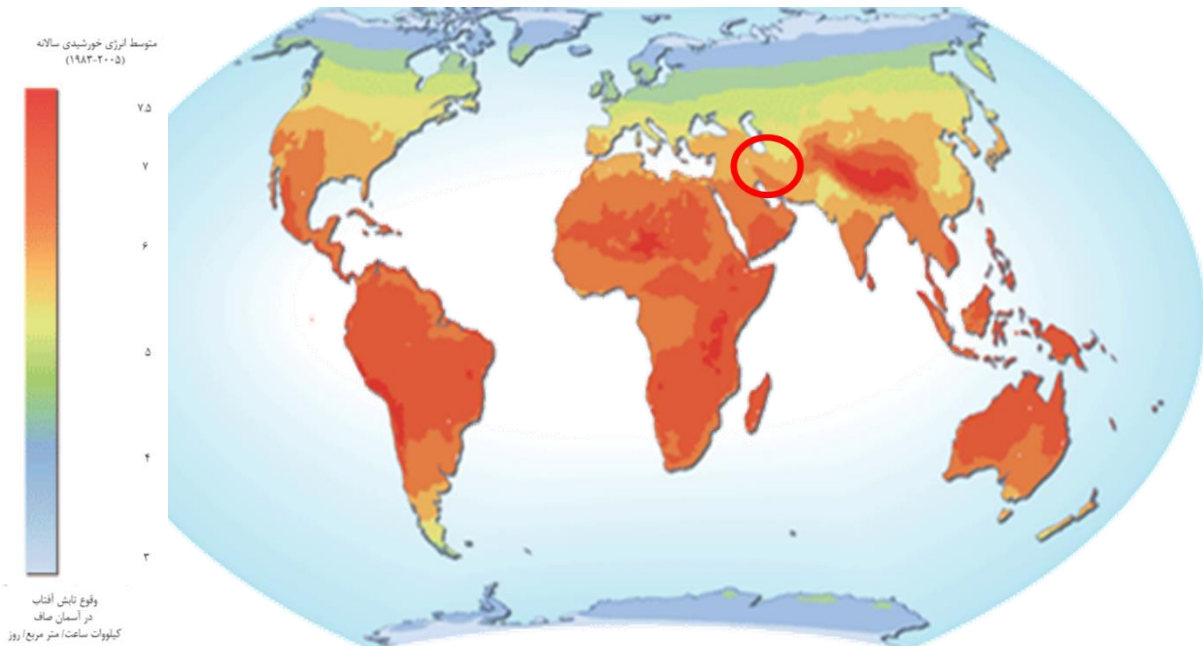 متوسط انرژی خورشیدی سالانه
(۱۹۸۳-۲۰۰۵)
۷.۵
۷
۶
۵
۴
۳
وقوع تابش آفتاب
در آسمان صاف
کیلووات ساعت/ متر مربع/ روز